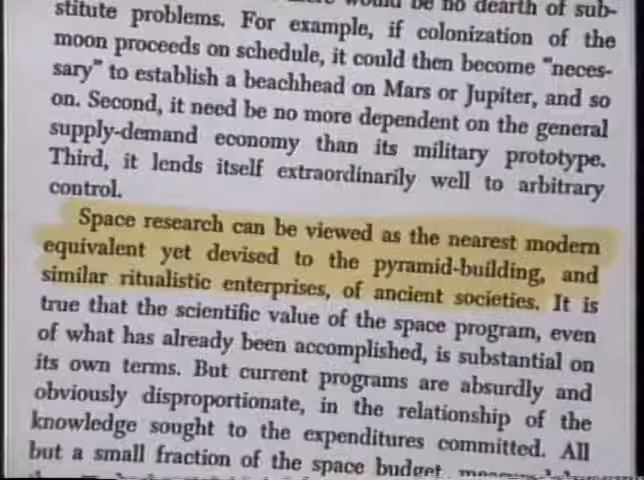 would be no dearth of sub-
stitute problems. For example, if colonization of the
moon proceeds on schedule, it could then become "neces-
sary" to establish a beachhead on Mars or Jupiter, and so
on. Second, it need be no more dependent on the general
supply-demand economy than its military prototype.
Third, it lends itself extraordinarily well to arbitrary
control.
Space research can be viewed as the nearest modern
equivalent yet devised to the pyramid-building, and
similar ritualistic enterprises, of ancient societies. It is
true that the scientific value of the space program, even
of what has already been accomplished, is substantial on
its own terms. But current programs are absurdly and
obviously disproportionate, in the relationship of the
knowledge sought to the expenditures committed. All
but a small fraction of the space budget,